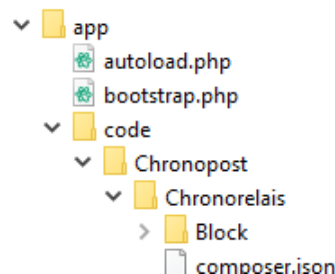 app
autoload.php
bootstrap.php
code
Chronopost
Chronorelais
Block
composer.json